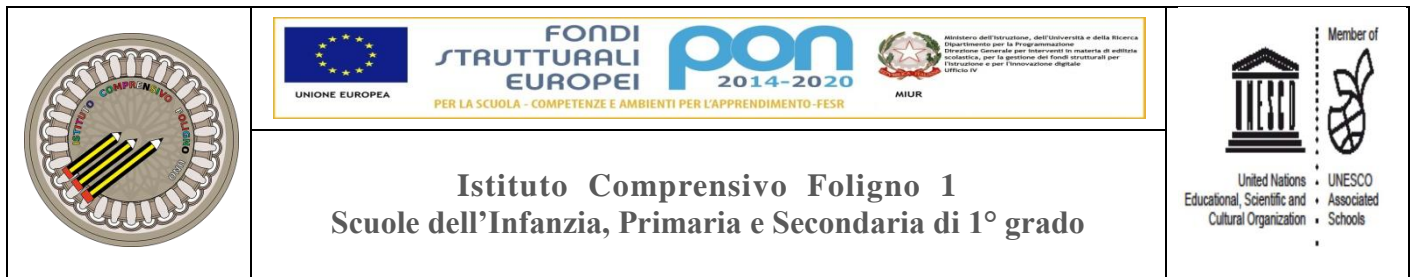 ISTITUTO COMPRENSIVO FOLIGNO UNO
UNIONE EUROPEA
FONDI
STRUTTURALI
EUROPEI
pon
2014-2020
PER LA SCUOLA - COMPETENZE E AMBIENTI PER L'APPRENDIMENTO-FESR
MIUR
Ministero dell'Istruzione, dell'Università e della Ricerca
Dipartimento per la Programmazione
Direzione Generale per interventi in materia di edilizia
scolastica, per la gestione dei fondi strutturali per
l'istruzione e per l'innovazione digitale
Ufficio IV
Istituto Comprensivo Foligno 1
Scuole dell’Infanzia, Primaria e Secondaria di 1° grado
UNESCO
Member of
United Nations
Educational, Scientific and
Cultural Organization
UNESCO
Associated
Schools